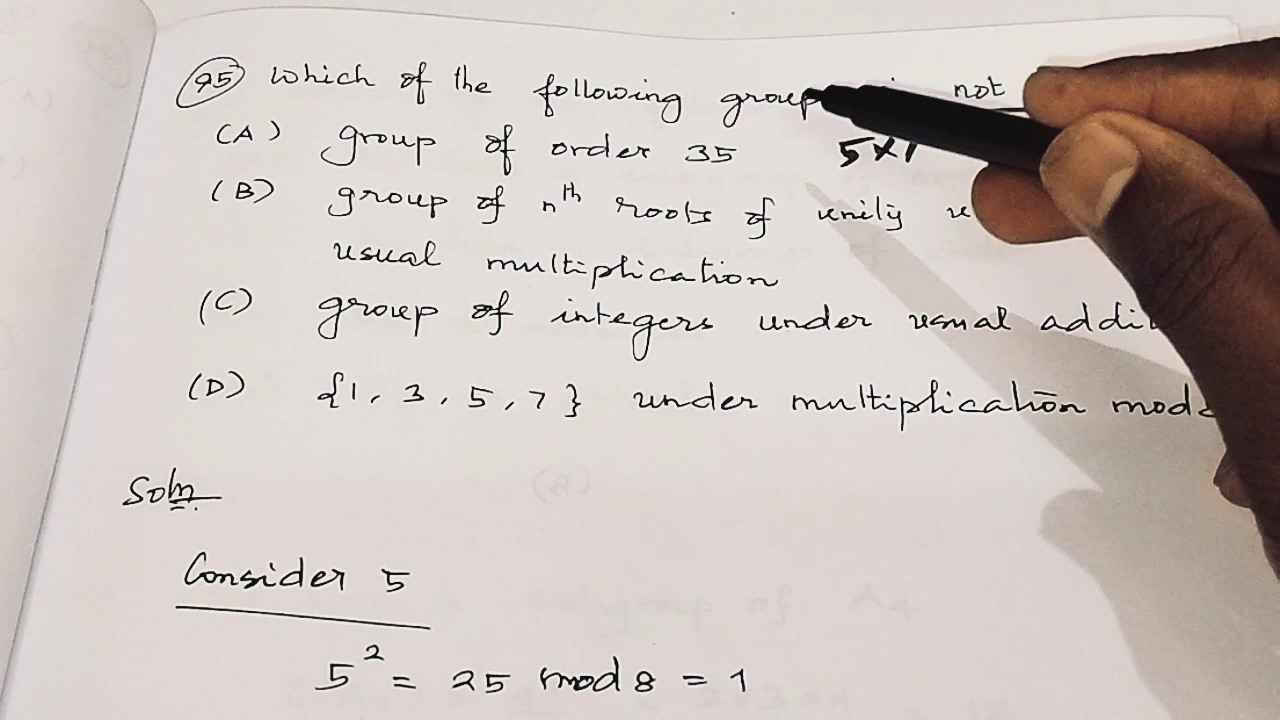 95 Which of the following group not
(A) group of order 35 5×7
(B) group of nth roots of unity
usual multiplication
(C) group of integers under usual
(D) {1, 3, 5, 7} under multiplication
Soln.
Consider 5
5² = 25 mod 8 = 1